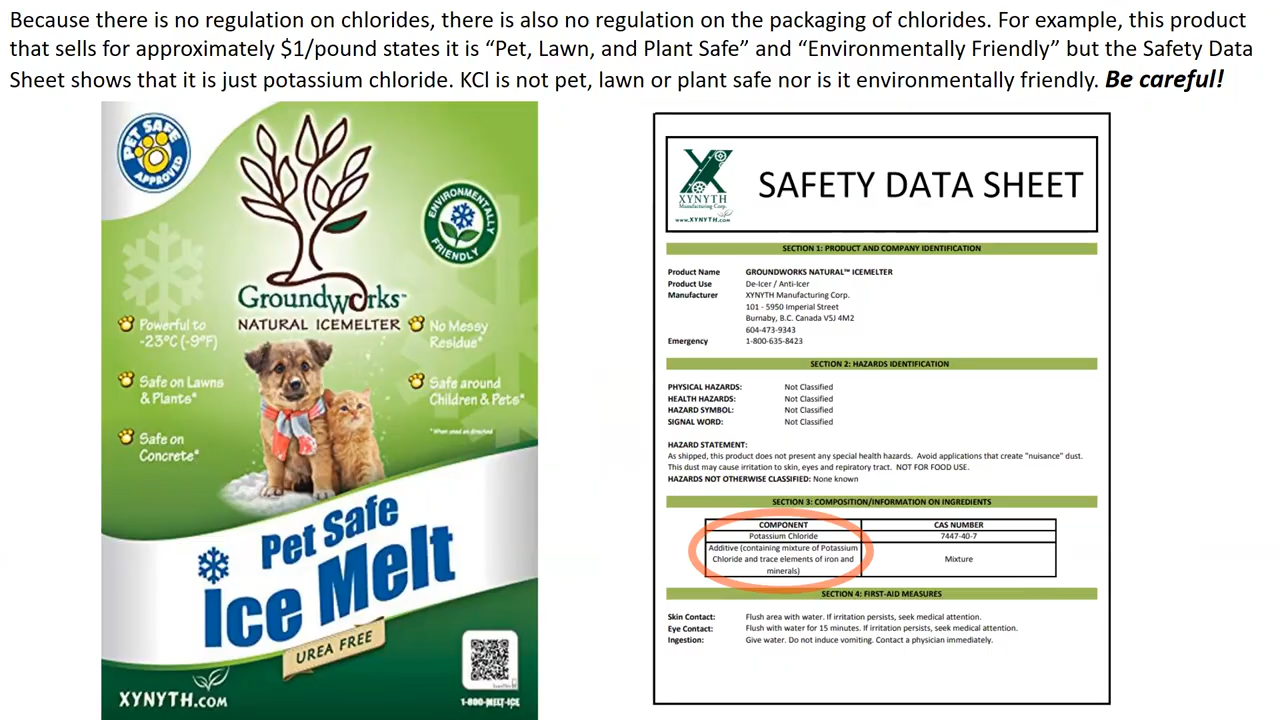 Because there is no regulation on chlorides, there is also no regulation on the packaging of chlorides. For example, this product
that sells for approximately $1/pound states it is “Pet, Lawn, and Plant Safe” and “Environmentally Friendly” but the Safety Data
Sheet shows that it is just potassium chloride. KCl is not pet, lawn or plant safe nor is it environmentally friendly. Be careful!
PET SAFE
APPROVED
ENVIRONMENTALLY
FRIENDLY
Groundworks™
NATURAL ICEMELTER
Powerful to
-23°C (-9°F)
No Messy
Residue*
Safe on Lawns
& Plants*
Safe around
Children & Pets*
*When used as directed
Safe on
Concrete*
Pet Safe
Ice Melt
UREA FREE
XYNYTH.COM
1-800-MELT-ICE
X
XYNYTH
Manufacturing Corp.
www.XYNYTH.com
SAFETY DATA SHEET
SECTION 1: PRODUCT AND COMPANY IDENTIFICATION
Product Name GROUNDWORKS NATURAL™ ICEMELTER
Product Use De-Icer / Anti-Icer
Manufacturer XYNYTH Manufacturing Corp.
101 - 5950 Imperial Street
Burnaby, B.C. Canada V5J 4M2
604-473-9343
Emergency 1-800-635-8423
SECTION 2: HAZARDS IDENTIFICATION
PHYSICAL HAZARDS: Not Classified
HEALTH HAZARDS: Not Classified
HAZARD SYMBOL: Not Classified
SIGNAL WORD: Not Classified
HAZARD STATEMENT:
As shipped, this product does not present any special health hazards. Avoid applications that create "nuisance" dust.
This dust may cause irritation to skin, eyes and repiratory tract. NOT FOR FOOD USE.
HAZARDS NOT OTHERWISE CLASSIFIED: None known
SECTION 3: COMPOSITION/INFORMATION ON INGREDIENTS
COMPONENT CAS NUMBER
Potassium Chloride 7447-40-7
Additive (containing mixture of Potassium
Chloride and trace elements of iron and Mixture
minerals)
SECTION 4: FIRST-AID MEASURES
Skin Contact: Flush area with water. If irritation persists, seek medical attention.
Eye Contact: Flush with water for 15 minutes. If irritation persists, seek medical attention.
Ingestion: Give water. Do not induce vomiting. Contact a physician immediately.